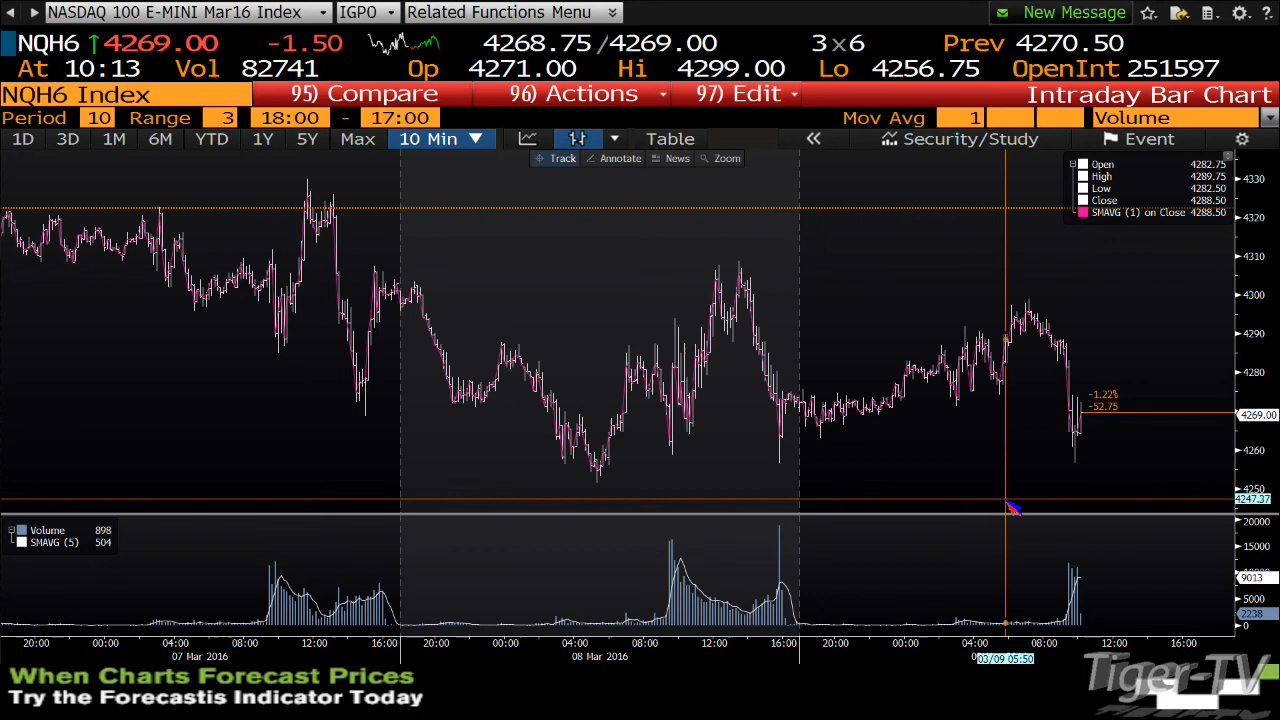 NASDAQ 100 E-MINI Mar16 Index IGPO Related Functions Menu New Message
NQH6 4269.00 -1.50 4268.75/4269.00 3x6 Prev 4270.50
At 10:13 Vol 82741 Op 4271.00 Hi 4299.00 Lo 4256.75 OpenInt 251597
NQH6 Index 95) Compare 96) Actions 97) Edit Intraday Bar Chart
Period 10 Range 3 18:00 - 17:00 Mov Avg 1 Volume
1D 3D 1M 6M YTD 1Y 5Y Max 10 Min Table Security/Study Event
Track Annotate News Zoom
Open 4282.75
High 4289.75
Low 4282.50
Close 4288.50
SMAVG (1) on Close 4288.50
4330
4320
4310
4300
4290
4280
-1.22%
-52.75
4269.00
4260
4250
4247.37
Volume 898
SMAVG (5) 504
20000
15000
9013
5000
2238
0
20:00 00:00 04:00 08:00 12:00 16:00 20:00 00:00 04:00 08:00 12:00 16:50 20:00 00:00 04:00 08:00 12:00 16:00
07 Mar 2016 08 Mar 2016 03/09 05:50
When Charts Forecast Prices
Try the Forecastis Indicator Today
Tiger-TV